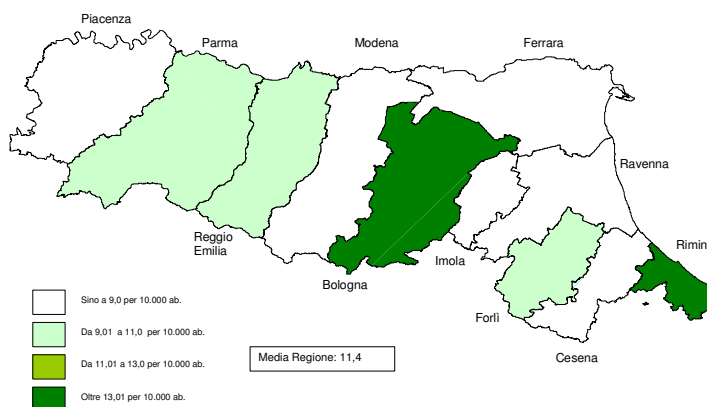 Piacenza
Parma
Modena
Ferrara
Ravenna
Reggio
Emilia
Rimin
Imola
Bologna
Forlì
Cesena
Sino a 9,0 per 10.000 ab.
Da 9,01 a 11,0 per 10.000 ab.
Da 11,01 a 13,0 per 10.000 ab.
Oltre 13,01 per 10.000 ab.
Media Regione: 11,4